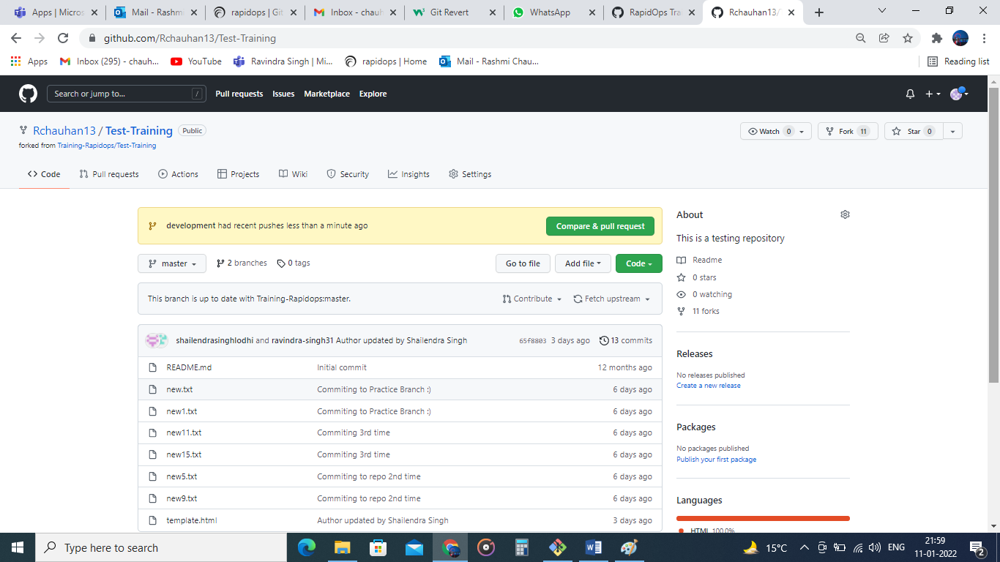 Apps | Micros
Mail - Rashmi
rapidops | Git
Inbox - chauh
Git Revert
WhatsApp
RapidOps Tra
Rchauhan13/
github.com/Rchauhan13/Test-Training
Apps
Inbox (295) - chauh...
YouTube
Ravindra Singh | Mi...
rapidops | Home
Mail - Rashmi Chau...
Reading list
Search or jump to... /
Pull requests Issues Marketplace Explore
Rchauhan13 / Test-Training Public
Watch 0 Fork 11 Star 0
forked from Training-Rapidops/Test-Training
Code Pull requests Actions Projects Wiki Security Insights Settings
development had recent pushes less than a minute ago
Compare & pull request
master 2 branches 0 tags
Go to file Add file Code
This branch is up to date with Training-Rapidops:master.
Contribute Fetch upstream
shailendrasinghlodhi and ravindra-singh31 Author updated by Shailendra Singh 65f8803 3 days ago 13 commits
README.md Initial commit 12 months ago
new.txt Commiting to Practice Branch :) 6 days ago
new1.txt Commiting to Practice Branch :) 6 days ago
new11.txt Commiting 3rd time 6 days ago
new15.txt Commiting 3rd time 6 days ago
new5.txt Commiting to repo 2nd time 6 days ago
new9.txt Commiting to repo 2nd time 6 days ago
template.html Author updated by Shailendra Singh 3 days ago
About
This is a testing repository
Readme
0 stars
0 watching
11 forks
Releases
No releases published
Create a new release
Packages
No packages published
Publish your first package
Languages
HTML 100.0%
Type here to search
15°C
ENG
21:59
11-01-2022
2